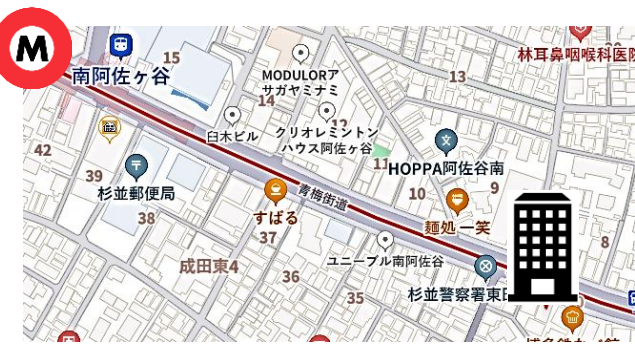 M
林耳鼻咽喉科医院
15
南阿佐ヶ谷
MODULORア
サガヤミナミ
13
14
臼木ビル
12
クリオレミントン
ハウス阿佐ヶ谷
文
HOPPA阿佐谷南
42
39
〒
杉並郵便局
11
10
9
麺処 一笑
38
すばる
青梅街道
37
8
成田東4
ユニーブル南阿佐谷
36
35
杉並警察署東田